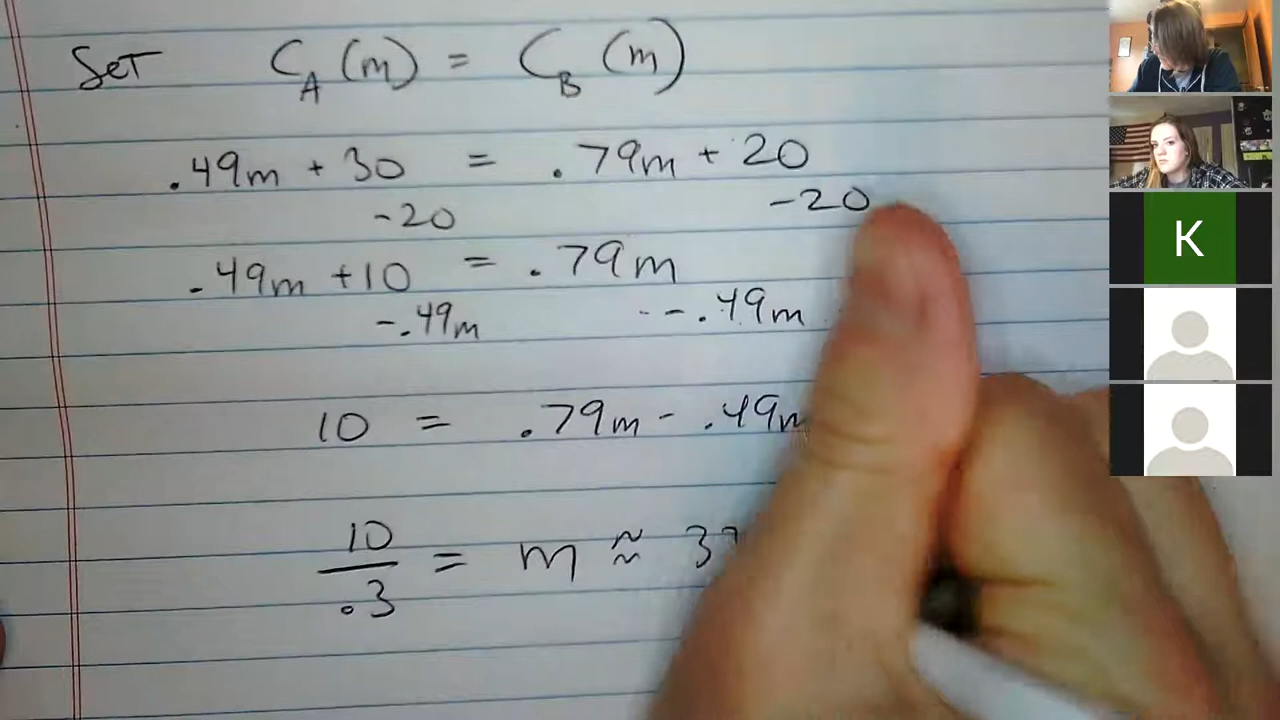 SET C_A (m) = C_B (m)
.49m + 30 = .79m + 20
-20 -20
.49m + 10 = .79m
-.49m --.49m
10 = .79m - .49m
10/.3 = m ≈ 3
K